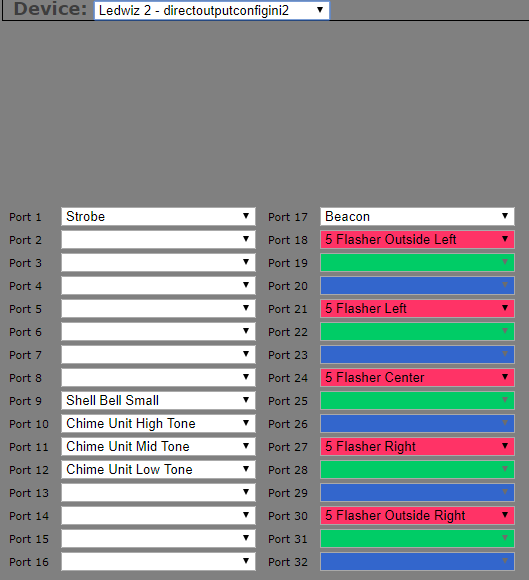 Device: Ledwiz 2 - directoutputconfigini2
Port 1 Strobe Port 17 Beacon
Port 2 Port 18 5 Flasher Outside Left
Port 3 Port 19
Port 4 Port 20
Port 5 Port 21 5 Flasher Left
Port 6 Port 22
Port 7 Port 23
Port 8 Port 24 5 Flasher Center
Port 9 Shell Bell Small Port 25
Port 10 Chime Unit High Tone Port 26
Port 11 Chime Unit Mid Tone Port 27 5 Flasher Right
Port 12 Chime Unit Low Tone Port 28
Port 13 Port 29
Port 14 Port 30 5 Flasher Outside Right
Port 15 Port 31
Port 16 Port 32